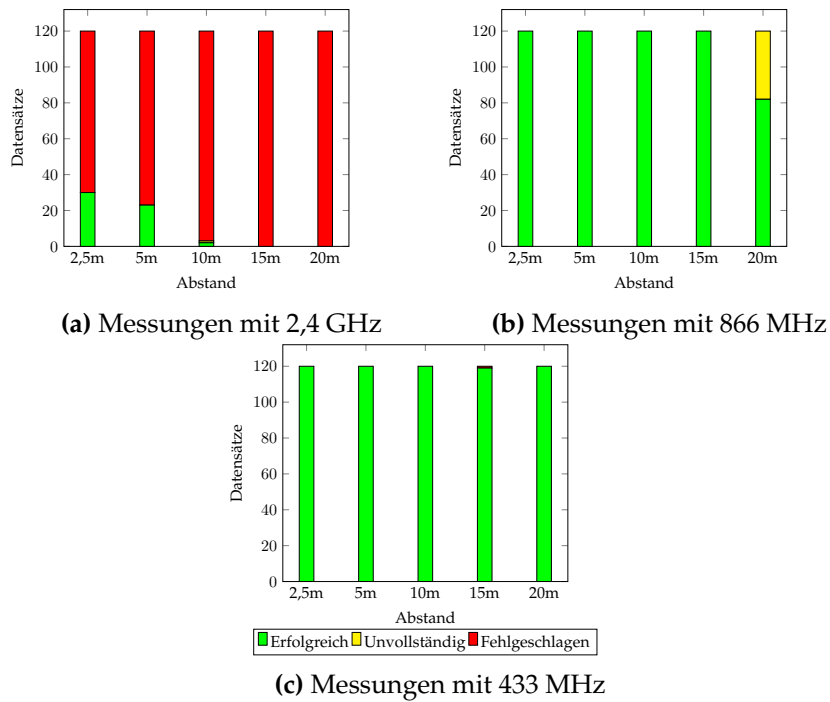 120
100
80
60
40
20
0
Datensätze
2,5m 5m 10m 15m 20m
Abstand
(a) Messungen mit 2,4 GHz
120
100
80
60
40
20
0
Datensätze
2,5m 5m 10m 15m 20m
Abstand
(b) Messungen mit 866 MHz
120
100
80
60
40
20
0
Datensätze
2,5m 5m 10m 15m 20m
Abstand
Erfolgreich Unvollständig Fehlgeschlagen
(c) Messungen mit 433 MHz